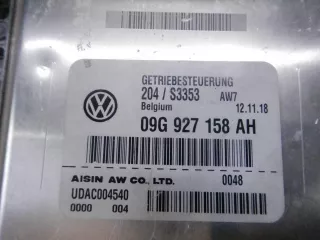 GETRIEBESTEUERUNG
204 / S3353 AW7
Belgium 12.11.18
09G 927 158 AH
AISIN AW CO., LTD. 0048
UDAC004540
0000 004